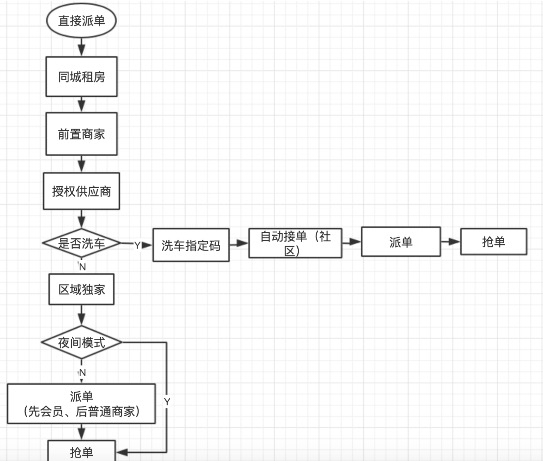 直接派单
同城租房
前置商家
授权供应商
是否洗车
Y
洗车指定码
自动接单（社
区）
派单
抢单
N
区域独家
夜间模式
N
Y
派单
（先会员、后普通商家）
抢单